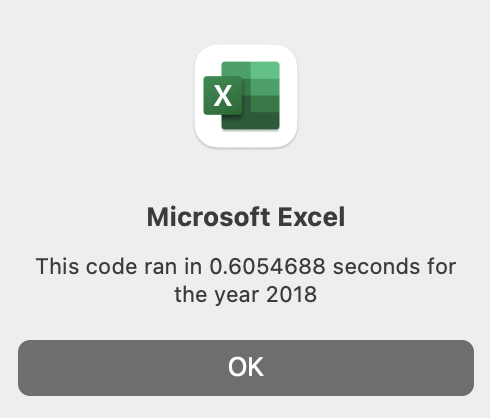 X
Microsoft Excel
This code ran in 0.6054688 seconds for
the year 2018
OK